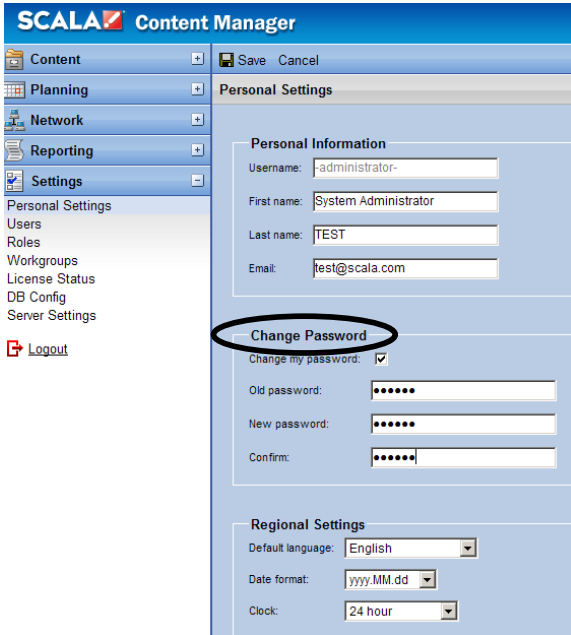 SCALA Content Manager
Content
Planning
Network
Reporting
Settings
Personal Settings
Users
Roles
Workgroups
License Status
DB Config
Server Settings
Logout
Save Cancel
Personal Settings
Personal Information
Username: -administrator-
First name: System Administrator
Last name: TEST
Email: test@scala.com
Change Password
Change my password:
Old password: ••••••
New password: ••••••
Confirm: ••••••
Regional Settings
Default language: English
Date format: yyyy.MM.dd
Clock: 24 hour